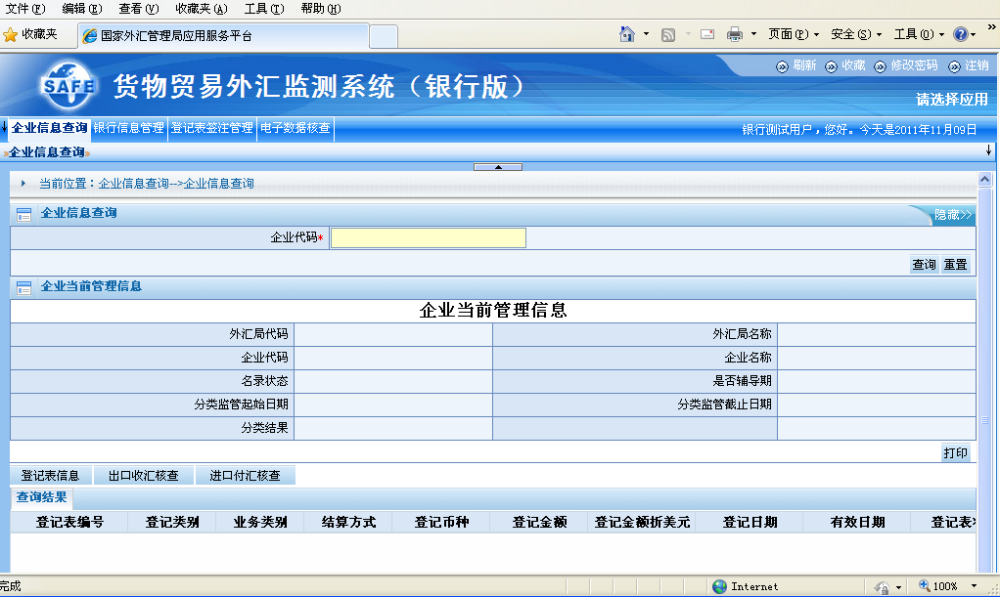 文件(F) 编辑(E) 查看(V) 收藏夹(A) 工具(T) 帮助(H)
收藏夹 国家外汇管理局应用服务平台 页面(P) 安全(S) 工具(O) »
SAFE 货物贸易外汇监测系统（银行版） 刷新 收藏 修改密码 注销
请选择应用
企业信息查询 银行信息管理 登记表签注管理 电子数据核查 银行测试用户，您好。今天是2011年11月09日
»企业信息查询»
当前位置：企业信息查询-->企业信息查询
企业信息查询 隐藏>>
企业代码*
查询 重置
企业当前管理信息
企业当前管理信息
外汇局代码 外汇局名称
企业代码 企业名称
名录状态 是否辅导期
分类监管起始日期 分类监管截止日期
分类结果
打印
登记表信息 出口收汇核查 进口付汇核查
查询结果
登记表编号 登记类别 业务类别 结算方式 登记币种 登记金额 登记金额折美元 登记日期 有效日期 登记表
完成 Internet 100%